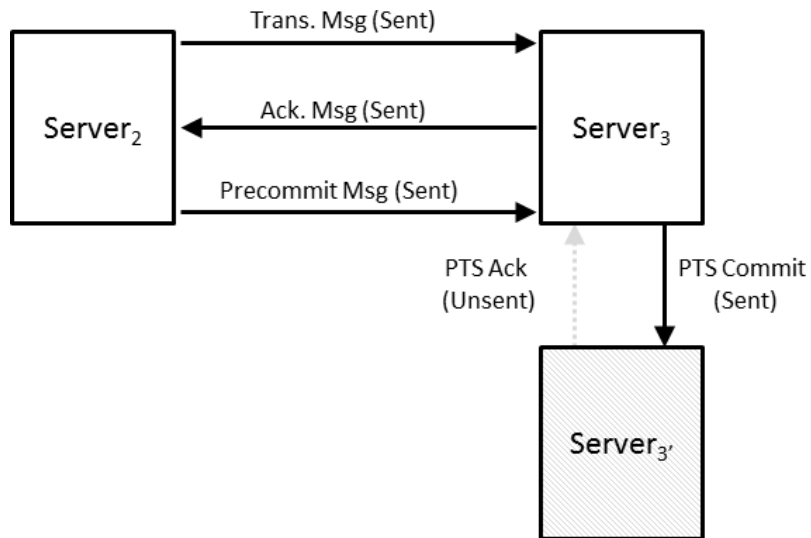 Trans. Msg (Sent)
Server₂
Ack. Msg (Sent)
Server₃
Precommit Msg (Sent)
PTS Ack
(Unsent)
PTS Commit
(Sent)
Server₃'